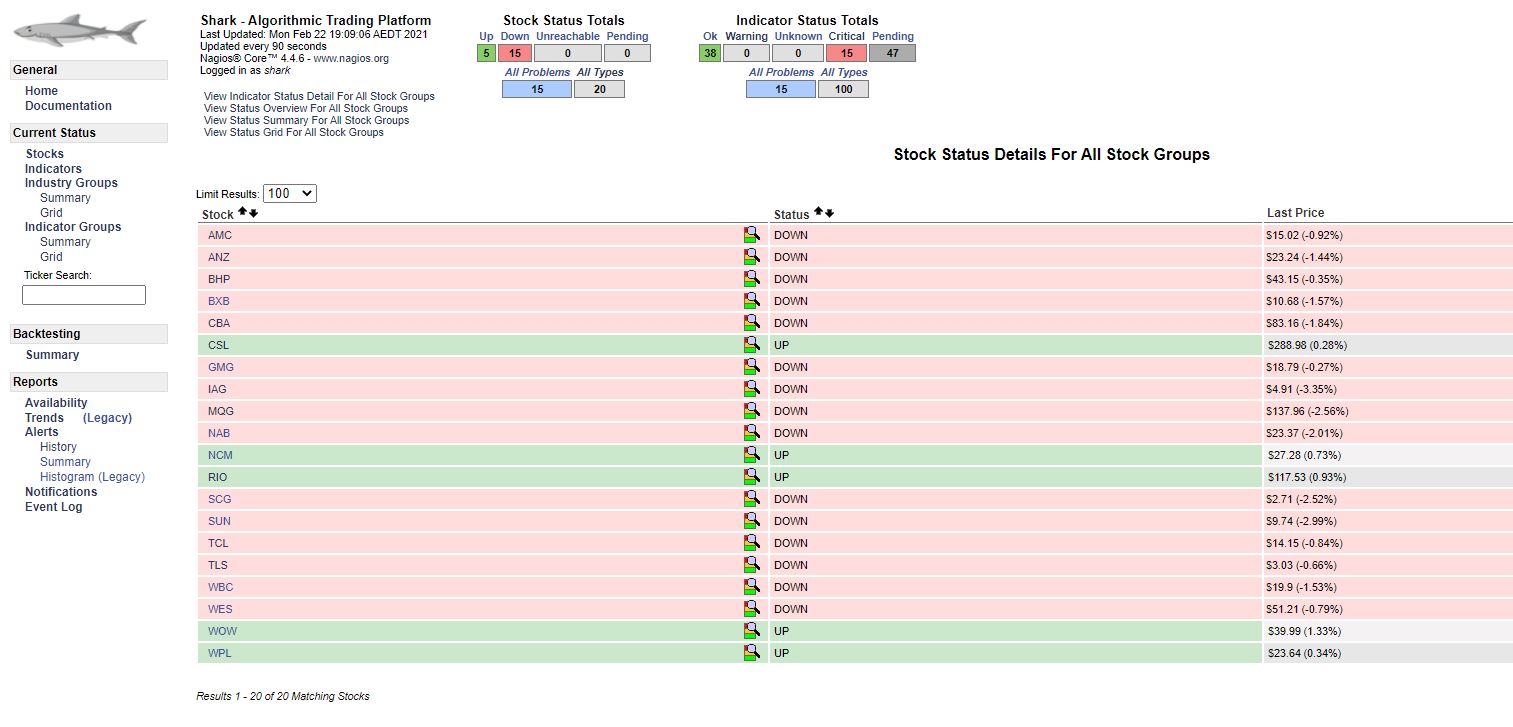 Shark - Algorithmic Trading Platform
Last Updated: Mon Feb 22 19:09:06 AEDT 2021
Updated every 90 seconds
Nagios® Core™ 4.4.6 - www.nagios.org
Logged in as shark
View Indicator Status Detail For All Stock Groups
View Status Overview For All Stock Groups
View Status Summary For All Stock Groups
View Status Grid For All Stock Groups
Stock Status Totals
Up Down Unreachable Pending
5 15 0 0
All Problems All Types
15 20
Indicator Status Totals
Ok Warning Unknown Critical Pending
38 0 0 15 47
All Problems All Types
15 100
General
Home
Documentation
Current Status
Stocks
Indicators
Industry Groups
Summary
Grid
Indicator Groups
Summary
Grid
Ticker Search:
Backtesting
Summary
Reports
Availability
Trends (Legacy)
Alerts
History
Summary
Histogram (Legacy)
Notifications
Event Log
Stock Status Details For All Stock Groups
Limit Results: 100
Stock Status Last Price
AMC DOWN $15.02 (-0.92%)
ANZ DOWN $23.24 (-1.44%)
BHP DOWN $43.15 (-0.35%)
BXB DOWN $10.68 (-1.57%)
CBA DOWN $83.16 (-1.84%)
CSL UP $288.98 (0.28%)
GMG DOWN $18.79 (-0.27%)
IAG DOWN $4.91 (-3.35%)
MQG DOWN $137.96 (-2.56%)
NAB DOWN $23.37 (-2.01%)
NCM UP $27.28 (0.73%)
RIO UP $117.53 (0.93%)
SCG DOWN $2.71 (-2.52%)
SUN DOWN $9.74 (-2.99%)
TCL DOWN $14.15 (-0.84%)
TLS DOWN $3.03 (-0.66%)
WBC DOWN $19.9 (-1.53%)
WES DOWN $51.21 (-0.79%)
WOW UP $39.99 (1.33%)
WPL UP $23.64 (0.34%)
Results 1 - 20 of 20 Matching Stocks